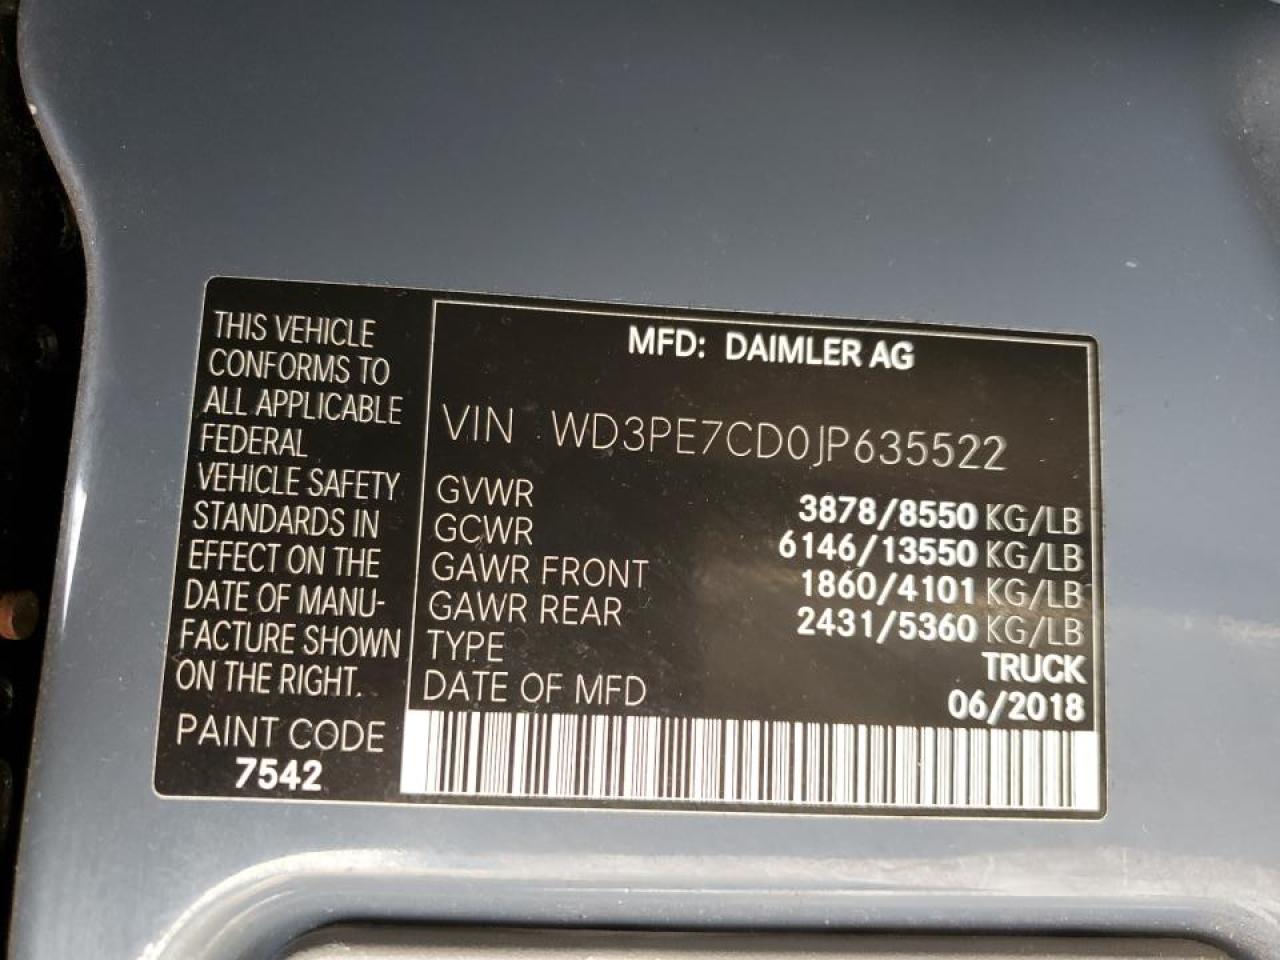 THIS VEHICLE
CONFORMS TO
ALL APPLICABLE
FEDERAL
VEHICLE SAFETY
STANDARDS IN
EFFECT ON THE
DATE OF MANU-
FACTURE SHOWN
ON THE RIGHT.
PAINT CODE
7542
MFD: DAIMLER AG
VIN WD3PE7CD0JP635522
GVWR 3878/8550 KG/LB
GCWR 6146/13550 KG/LB
GAWR FRONT 1860/4101 KG/LB
GAWR REAR 2431/5360 KG/LB
TYPE TRUCK
DATE OF MFD 06/2018